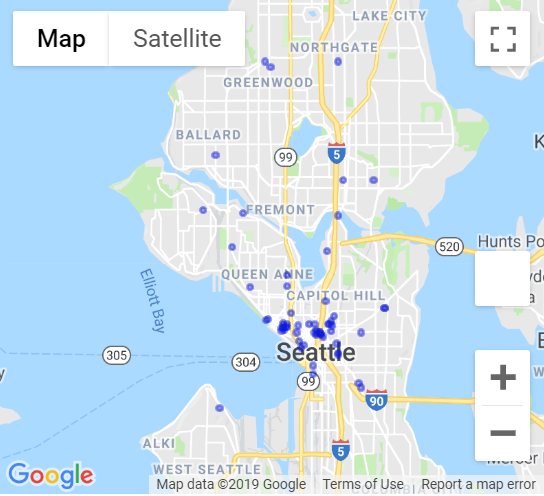 LAKE CITY
Map
Satellite
NORTHGATE
GREENWOOD
BALLARD
99
5
FREMONT
520
Hunts Po
QUEEN ANNE
Elliott Bay
CAPITOL HILL
305
304
Seattle
99
90
ALKI
5
WEST SEATTLE
Mercer
Google
Map data ©2019 Google
Terms of Use
Report a map error